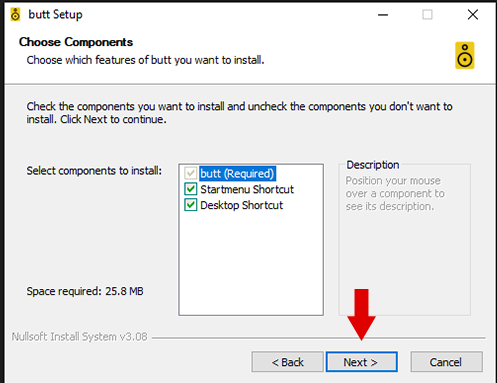 butt Setup
Choose Components
Choose which features of butt you want to install.
Check the components you want to install and uncheck the components you don't want to
install. Click Next to continue.
Select components to install:
butt (Required)
Startmenu Shortcut
Desktop Shortcut
Description
Position your mouse
over a component to
see its description.
Space required: 25.8 MB
Nullsoft Install System v3.08
< Back
Next >
Cancel